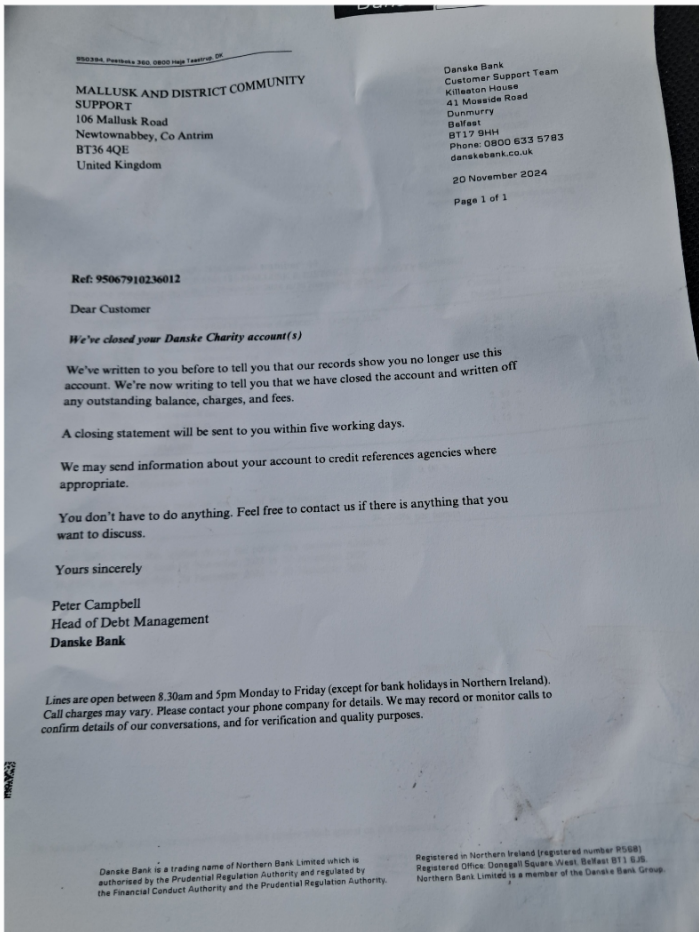 950394, Postboks 360, 0800 Høje Taastrup, DK
MALLUSK AND DISTRICT COMMUNITY
SUPPORT
106 Mallusk Road
Newtownabbey, Co Antrim
BT36 4QE
United Kingdom
Danske Bank
Customer Support Team
Killeaton House
41 Mosside Road
Dunmurry
Belfast
BT17 9HH
Phone: 0800 633 5783
danskebank.co.uk
20 November 2024
Page 1 of 1
Ref: 95067910236012
Dear Customer
We've closed your Danske Charity account(s)
We've written to you before to tell you that our records show you no longer use this
account. We're now writing to tell you that we have closed the account and written off
any outstanding balance, charges, and fees.
A closing statement will be sent to you within five working days.
We may send information about your account to credit references agencies where
appropriate.
You don't have to do anything. Feel free to contact us if there is anything that you
want to discuss.
Yours sincerely
Peter Campbell
Head of Debt Management
Danske Bank
Lines are open between 8.30am and 5pm Monday to Friday (except for bank holidays in Northern Ireland).
Call charges may vary. Please contact your phone company for details. We may record or monitor calls to
confirm details of our conversations, and for verification and quality purposes.
Danske Bank is a trading name of Northern Bank Limited which is
authorised by the Prudential Regulation Authority and regulated by
the Financial Conduct Authority and the Prudential Regulation Authority.
Registered in Northern Ireland (registered number R568)
Registered Office: Donegall Square West, Belfast BT1 6JS.
Northern Bank Limited is a member of the Danske Bank Group.